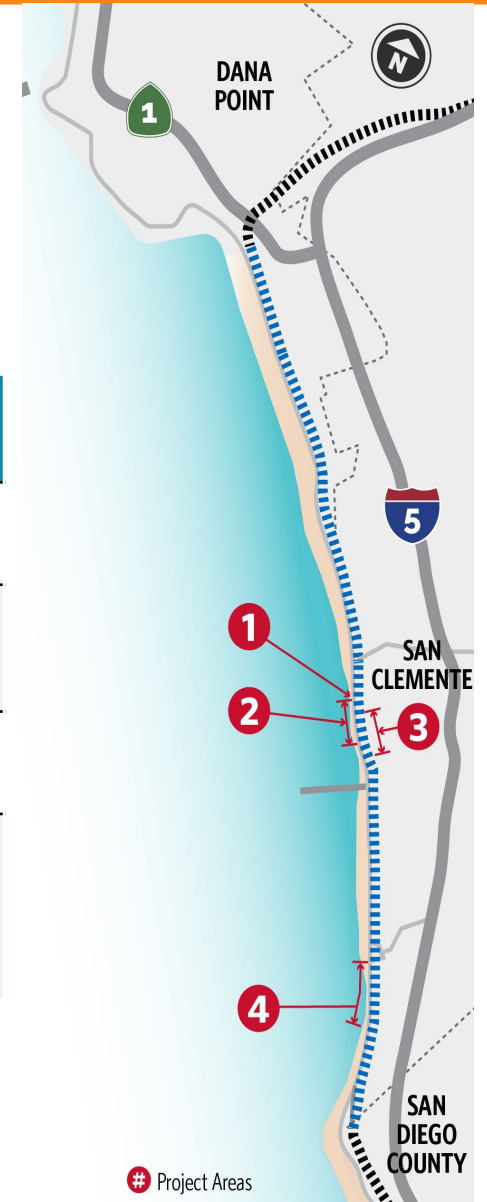 DANA
POINT
N
1
5
1
SAN
CLEMENTE
2
3
4
SAN
DIEGO
COUNTY
# Project Areas